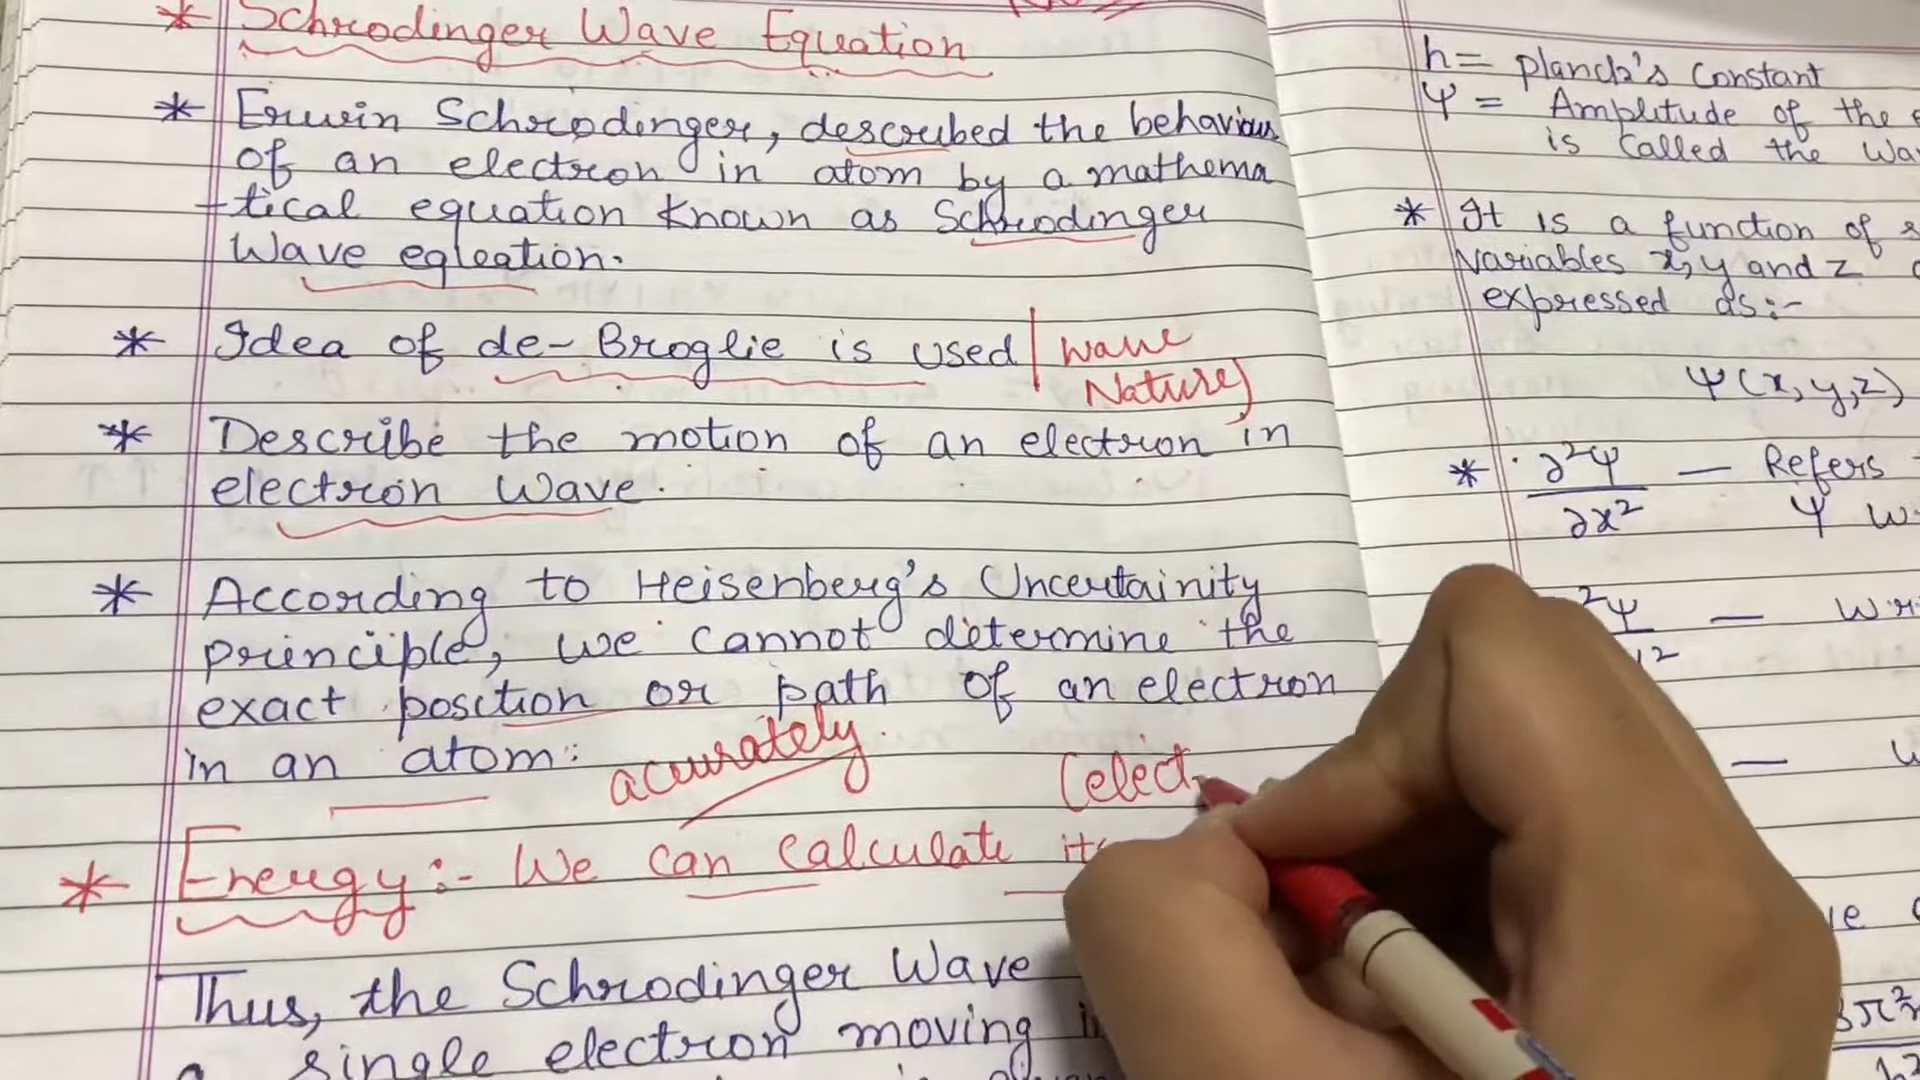 * Schrodinger Wave Equation
* Erwin Schrodinger, described the behaviour
of an electron in atom by a mathema
-tical equation known as Schrodinger
Wave eqleation.
* Idea of de-Broglie is used | wave
Nature)
* Describe the motion of an electron in
electron wave.
* According to Heisenberg's Uncertainity
principle, we cannot determine the
exact position or path of an electron
in an atom: accurately.
(elect
* Energy:- We can calculate its
Thus, the Schrodinger Wave
a single electron moving
h = planck's Constant
Ψ = Amplitude of the
is called the
* It is a function of
variables x, y and z
expressed as:-
Ψ(x, y, z)
* ∂²Ψ — Refers
∂x² Ψ
²Ψ —
—